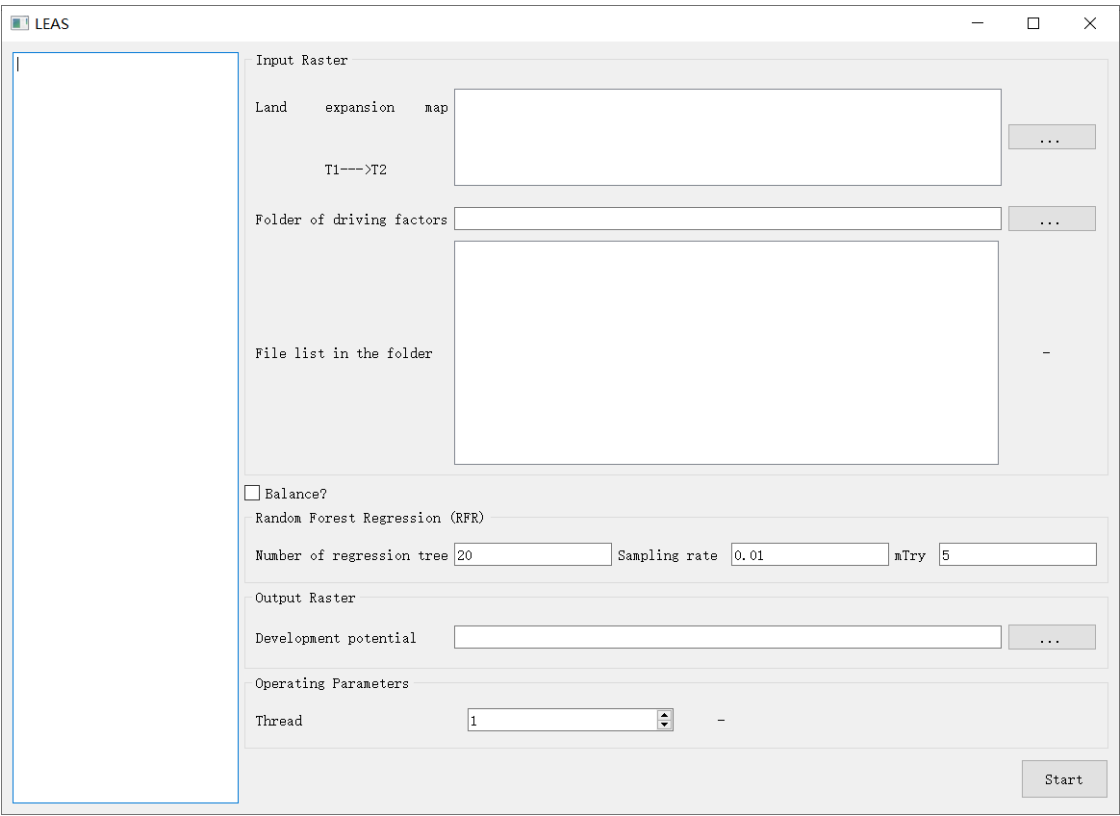 LEAS
Input Raster
Land expansion map
T1--->T2
...
Folder of driving factors
...
File list in the folder
-
Balance?
Random Forest Regression (RFR)
Number of regression tree 20 Sampling rate 0.01 mTry 5
Output Raster
Development potential
...
Operating Parameters
Thread 1 -
Start